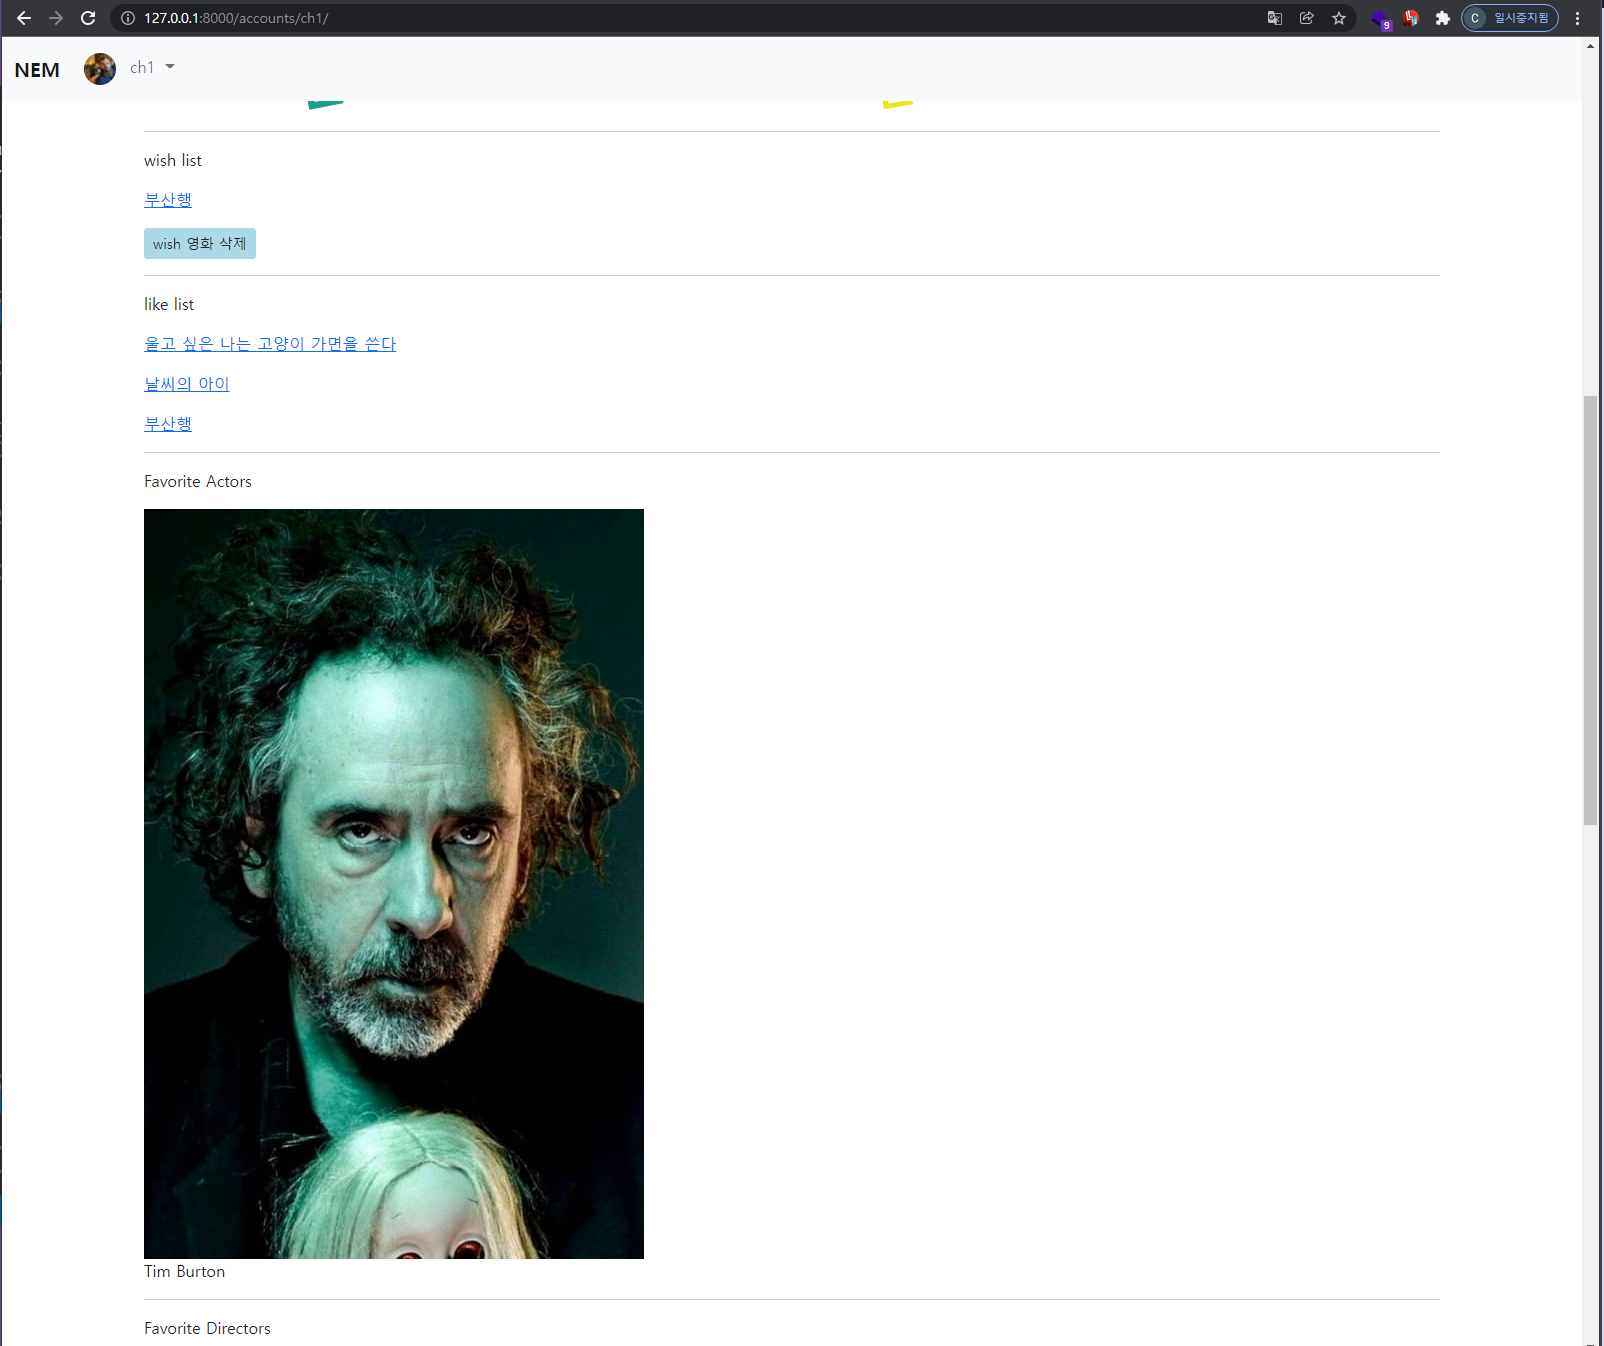 127.0.0.1:8000/accounts/ch1/
9
C 일시중지됨
NEM ch1
wish list
부산행
wish 영화 삭제
like list
울고 싶은 나는 고양이 가면을 쓴다
날씨의 아이
부산행
Favorite Actors
Tim Burton
Favorite Directors